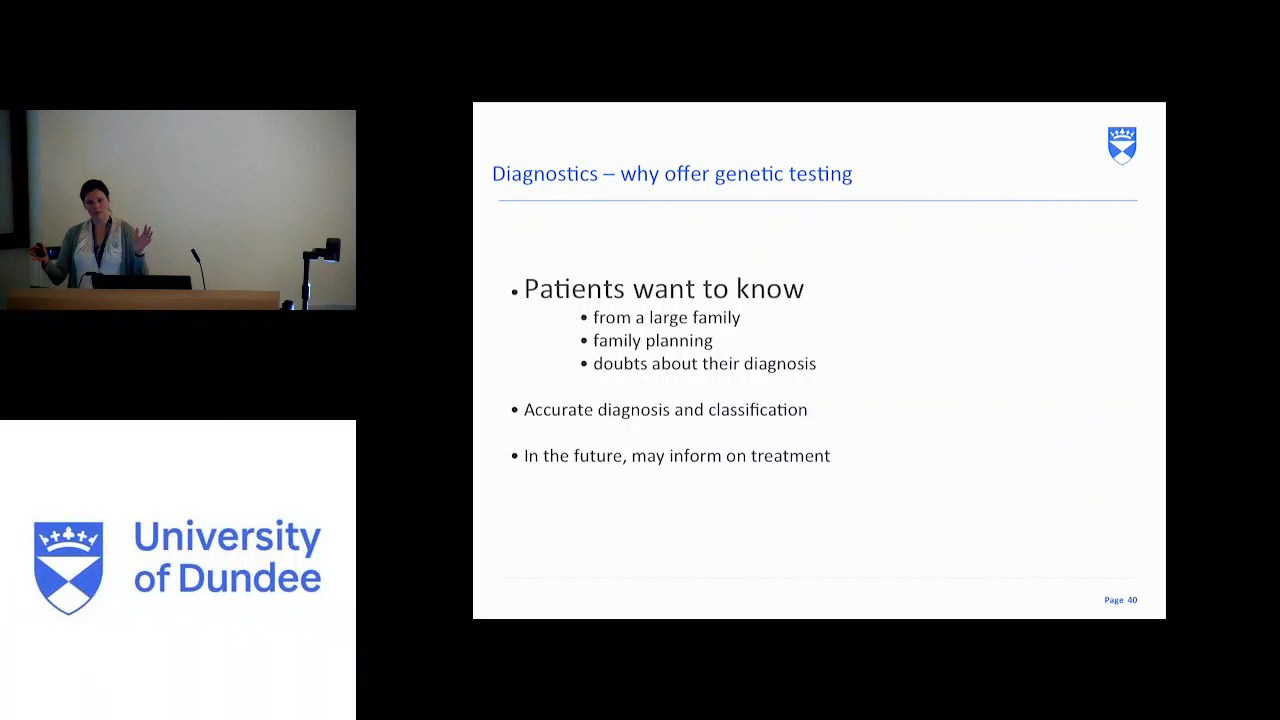 Diagnostics – why offer genetic testing
• Patients want to know
• from a large family
• family planning
• doubts about their diagnosis
• Accurate diagnosis and classification
• In the future, may inform on treatment
Page 40
University
of Dundee